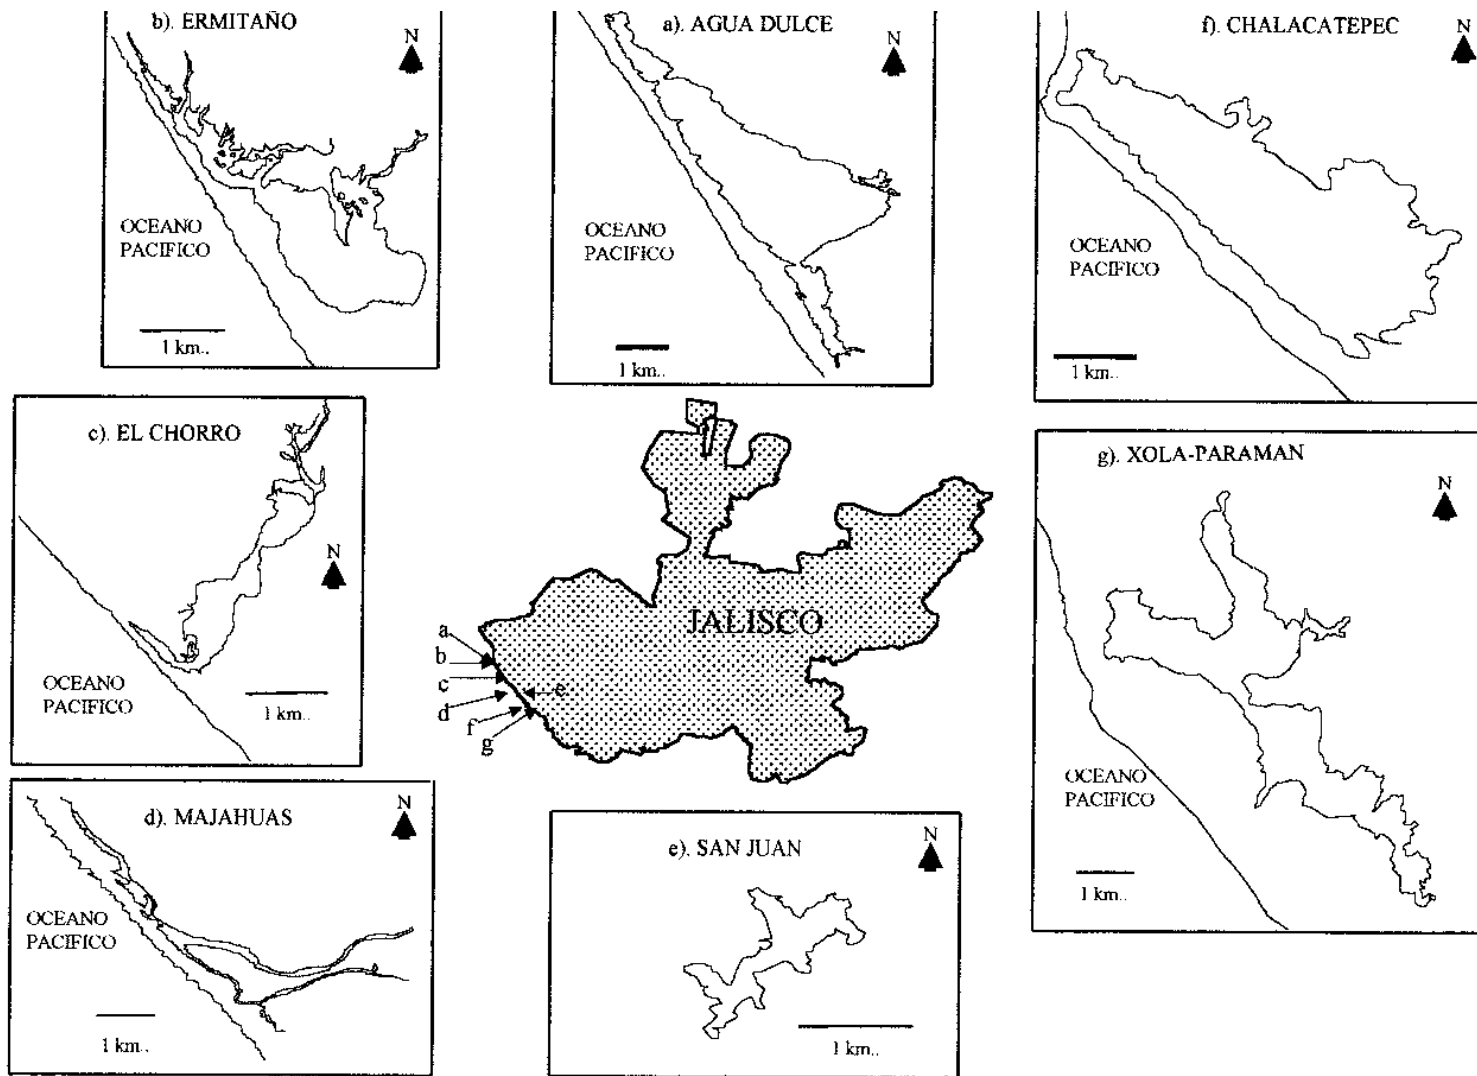 b). ERMITAÑO
N
OCEANO
PACIFICO
1 km..
a). AGUA DULCE
N
OCEANO
PACIFICO
1 km..
f). CHALACATEPEC
N
OCEANO
PACIFICO
1 km..
c). EL CHORRO
N
OCEANO
PACIFICO
1 km..
JALISCO
a
b
c
d
e
f
g
g). XOLA-PARAMAN
N
OCEANO
PACIFICO
1 km..
d). MAJAHUAS
N
OCEANO
PACIFICO
1 km..
e). SAN JUAN
N
1 km..